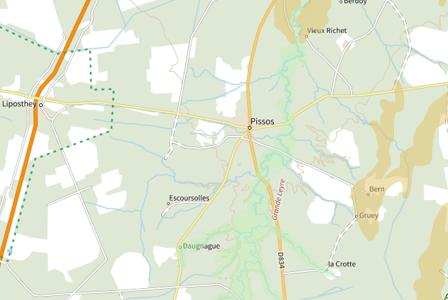 Berdoy
Vieux Richet
Liposthey
Pissos
Bern
Grande Leyre
Escoursolles
Gruey
Daugnague
D834
la Crotte